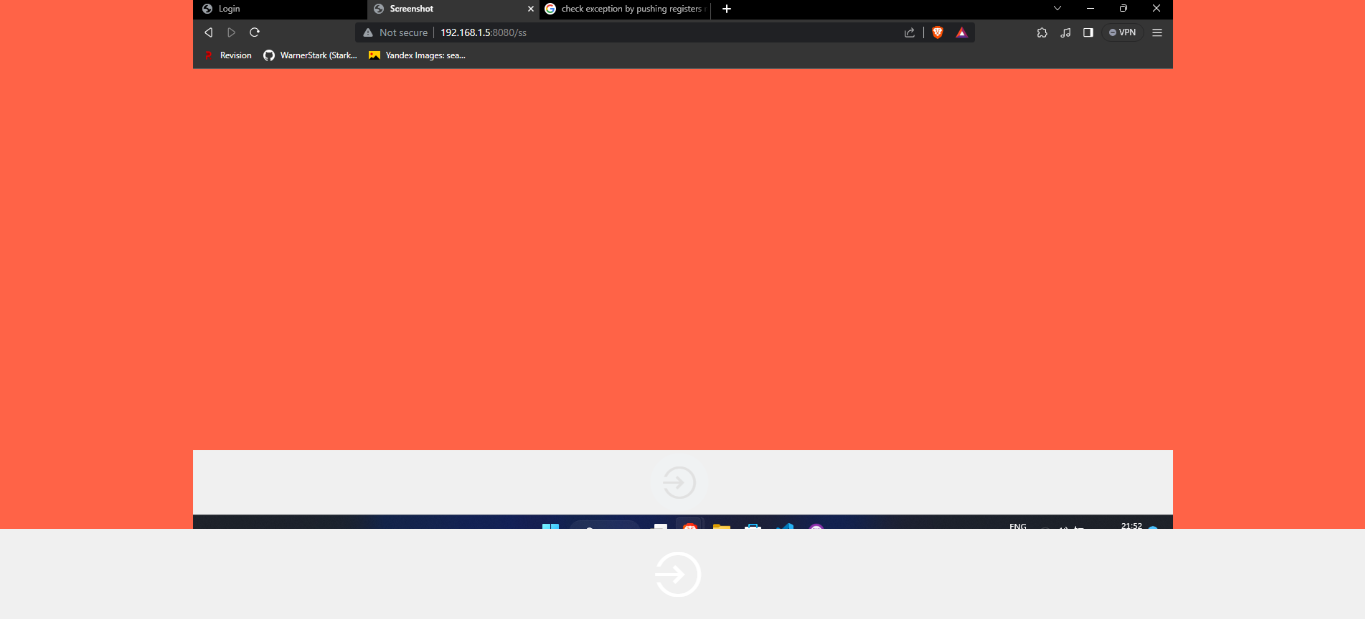 Login
Screenshot
check exception by pushing registers
Not secure
192.168.1.5:8080/ss
VPN
Revision
WarnerStark (Stark...
Yandex Images: sea...
ENG
21:52